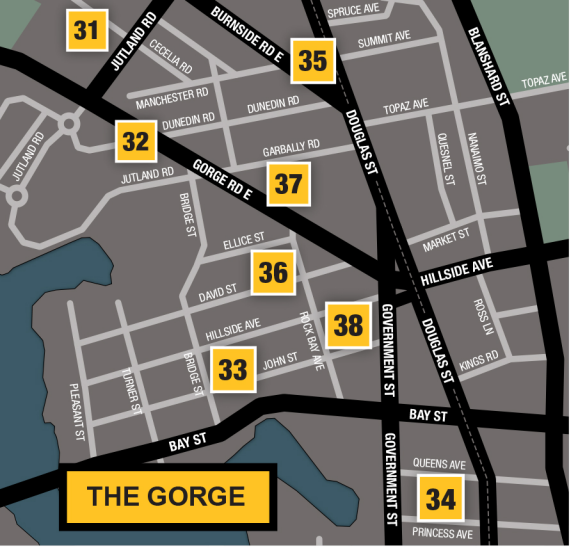 SPRUCE AVE
31
JUTLAND RD
BURNSIDE RD E
SUMMIT AVE
BLANSHARD ST
CECELIA RD
35
TOPAZ AVE
MANCHESTER RD
DUNEDIN RD
DUNEDIN RD
TOPAZ AVE
32
DOUGLAS ST
JUTLAND RD
GARBALLY RD
QUESNEL ST
NANAIMO ST
JUTLAND RD
GORGE RD E
37
BRIDGE ST
ELLICE ST
MARKET ST
36
HILLSIDE AVE
DAVID ST
HILLSIDE AVE
ROCK BAY AVE
38
GOVERNMENT ST
DOUGLAS ST
ROSS LN
33
JOHN ST
KINGS RD
PLEASANT ST
TURNER ST
BRIDGE ST
BAY ST
BAY ST
GOVERNMENT ST
QUEENS AVE
THE GORGE
34
PRINCESS AVE